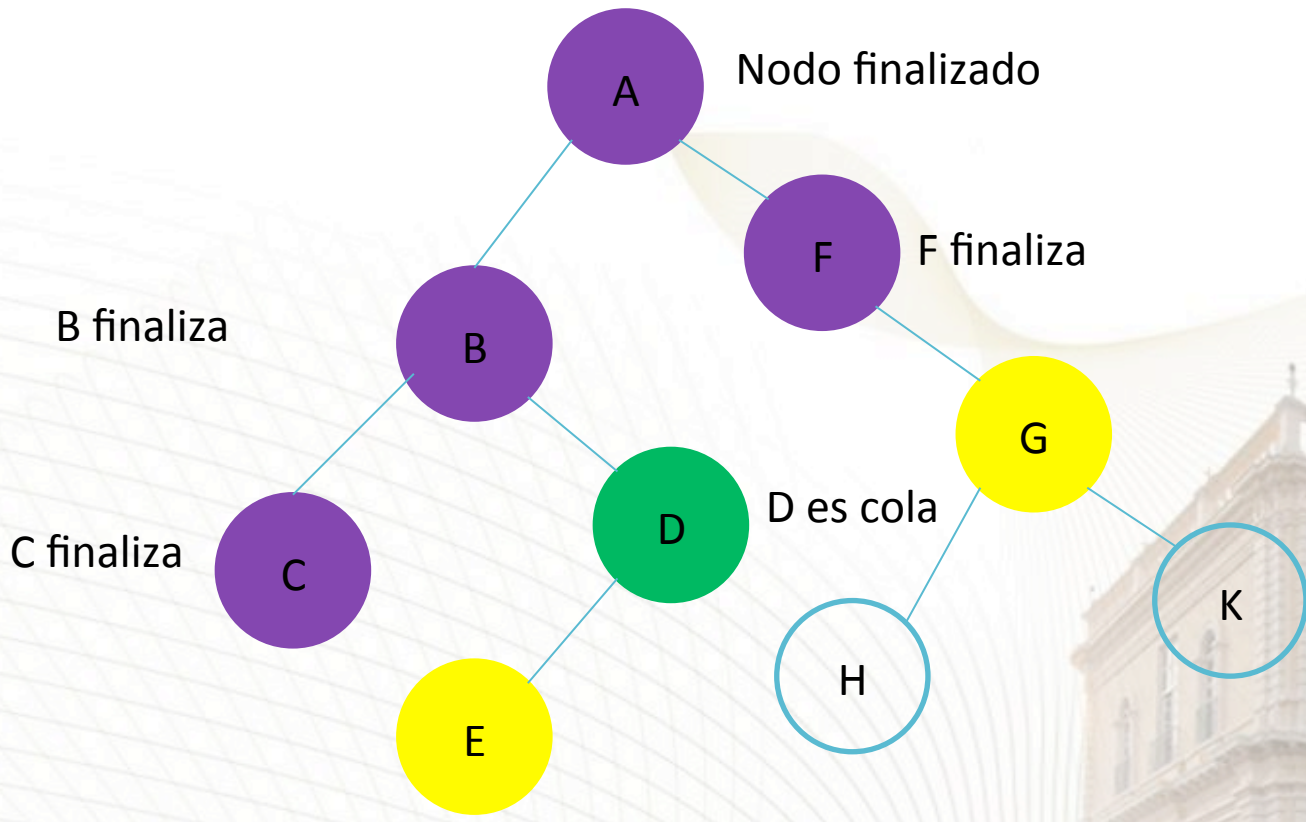 A
Nodo finalizado
F
F finaliza
B finaliza
B
G
D
D es cola
C finaliza
C
K
H
E